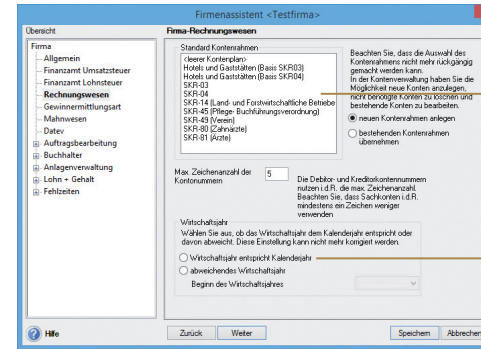 Firmenassistent <Testfirma>
Übersicht
Firma
Allgemein
Finanzamt Umsatzsteuer
Finanzamt Lohnsteuer
Rechnungswesen
Gewinnermittlungsart
Mahnwesen
Datev
Auftragsbearbeitung
Buchhalter
Anlagenverwaltung
Lohn + Gehalt
Fehlzeiten
Firma-Rechnungswesen
Standard Kontenrahmen
<leerer Kontenplan>
Hotels und Gaststätten (Basis SKR03)
Hotels und Gaststätten (Basis SKR04)
SKR-03
SKR-04
SKR-14 (Land- und Forstwirtschaftliche Betriebe
SKR-45 (Pflege- Buchführungsverordnung)
SKR-49 (Verein)
SKR-80 (Zahnärzte)
SKR-81 (Ärzte)
Beachten Sie, dass die Auswahl des
Kontenrahmens nicht mehr rückgängig
gemacht werden kann.
In der Kontenverwaltung haben Sie die
Möglichkeit neue Konten anzulegen,
nicht benötigte Konten zu löschen und
bestehende Konten zu bearbeiten.
neuen Kontenrahmen anlegen
bestehenden Kontenrahmen
übernehmen
Max. Zeichenanzahl der
Kontonummern
5
Die Debitor- und Kreditorkontennummern
nutzen i.d.R. die max. Zeichenanzahl.
Beachten Sie, dass Sachkonten i.d.R.
mindestens ein Zeichen weniger
verwenden
Wirtschaftsjahr
Wählen Sie aus, ob das Wirtschaftsjahr dem Kalenderjahr entspricht oder
davon abweicht. Diese Einstellung kann nicht mehr korrigiert werden.
Wirtschaftsjahr entspricht Kalenderjahr
abweichendes Wirtschaftsjahr
Beginn des Wirtschaftsjahres
Hilfe
Zurück
Weiter
Speichern
Abbrechen